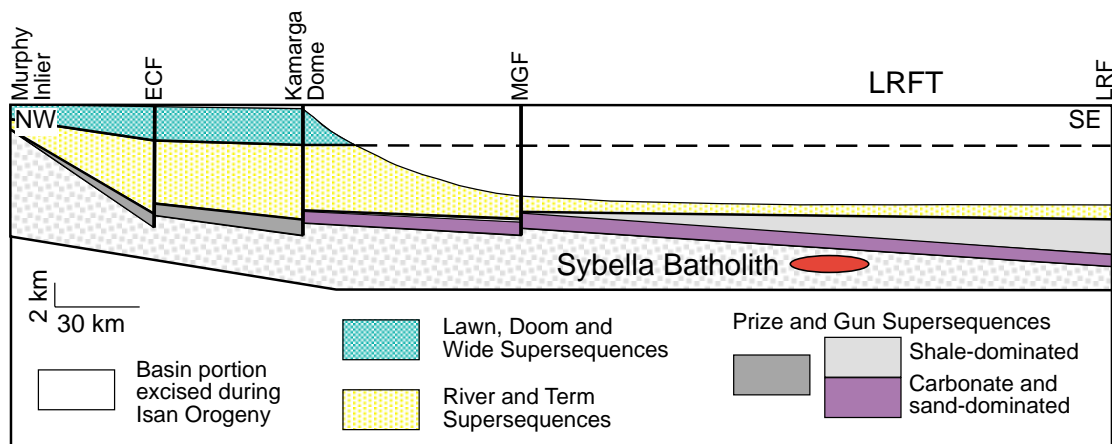 Murphy
Inlier
ECF
Kamarga
Dome
MGF
LRFT
LRF
NW
SE
Sybella Batholith
2 km
30 km
Basin portion
excised during
Isan Orogeny
Lawn, Doom and
Wide Supersequences
River and Term
Supersequences
Prize and Gun Supersequences
Shale-dominated
Carbonate and
sand-dominated